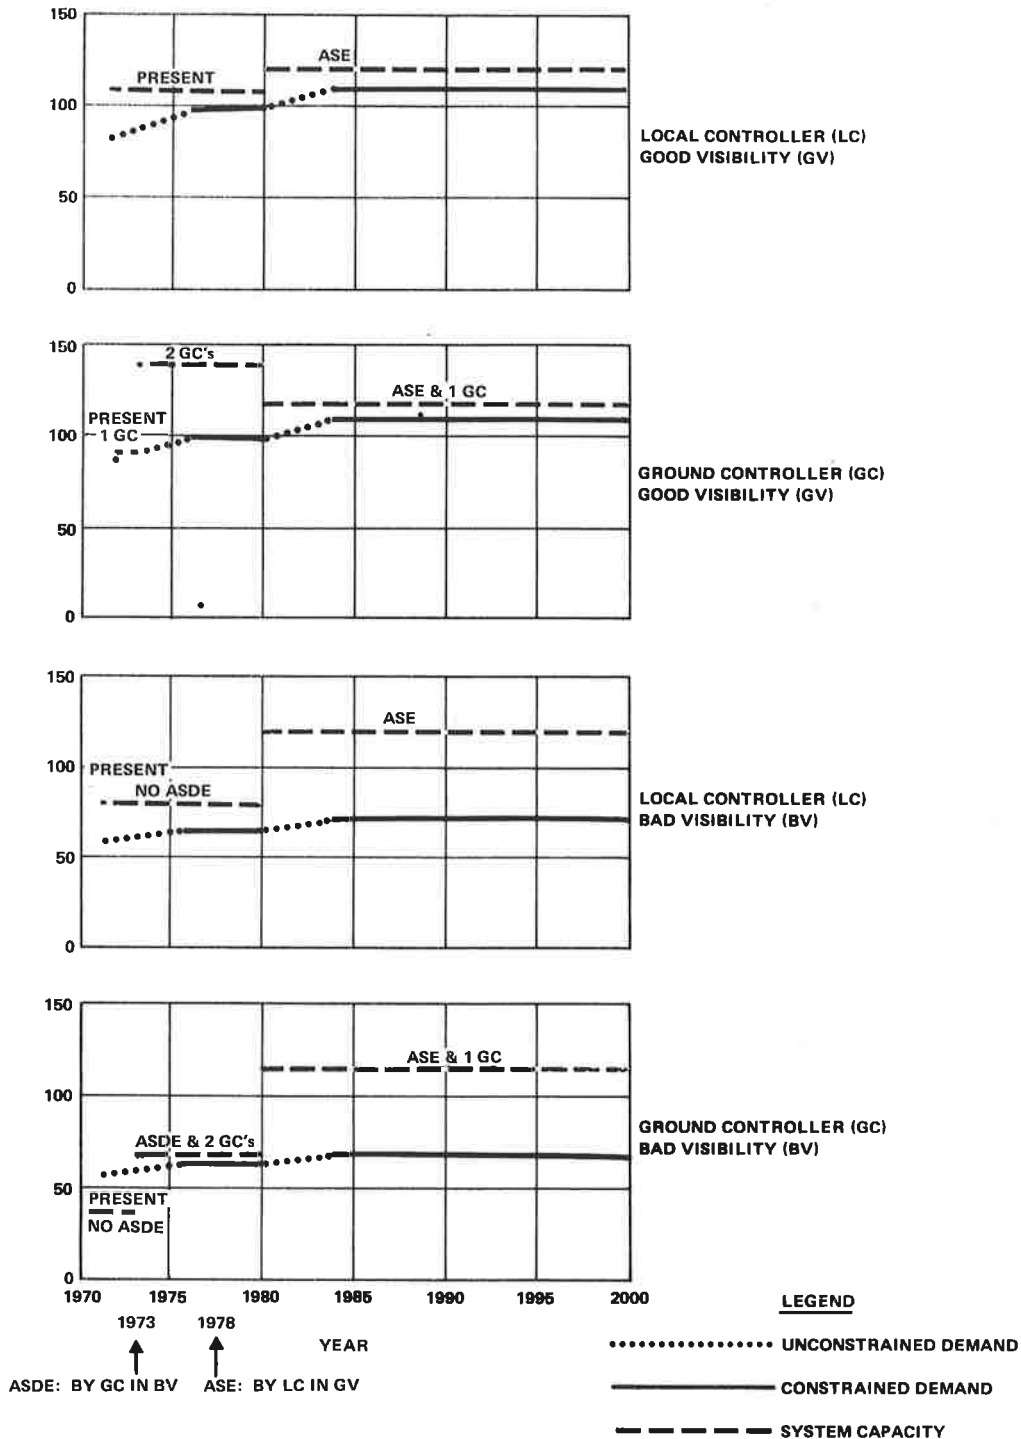 150
ASE
PRESENT
100
LOCAL CONTROLLER (LC)
GOOD VISIBILITY (GV)
50
0
150
2 GC's
ASE & 1 GC
PRESENT
1 GC
100
GROUND CONTROLLER (GC)
GOOD VISIBILITY (GV)
50
0
150
ASE
100
PRESENT
NO ASDE
LOCAL CONTROLLER (LC)
BAD VISIBILITY (BV)
50
0
150
ASE & 1 GC
100
ASDE & 2 GC's
GROUND CONTROLLER (GC)
BAD VISIBILITY (BV)
50
PRESENT
NO ASDE
0
1970 1975 1980 1985 1990 1995 2000
1973 1978
YEAR
ASDE: BY GC IN BV ASE: BY LC IN GV
LEGEND
UNCONSTRAINED DEMAND
CONSTRAINED DEMAND
SYSTEM CAPACITY